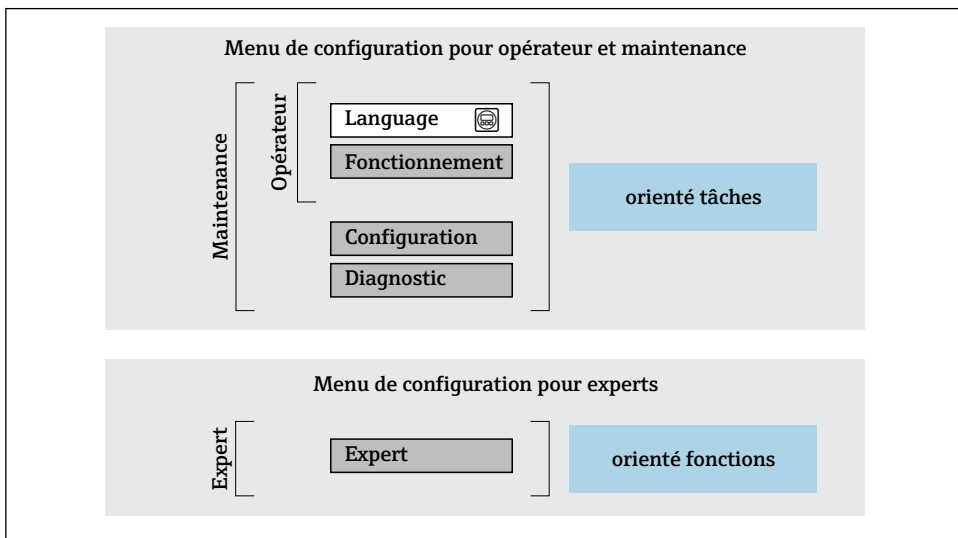 Menu de configuration pour opérateur et maintenance
Maintenance
Opérateur
Language
Fonctionnement
Configuration
Diagnostic
orienté tâches
Menu de configuration pour experts
Expert
Expert
orienté fonctions